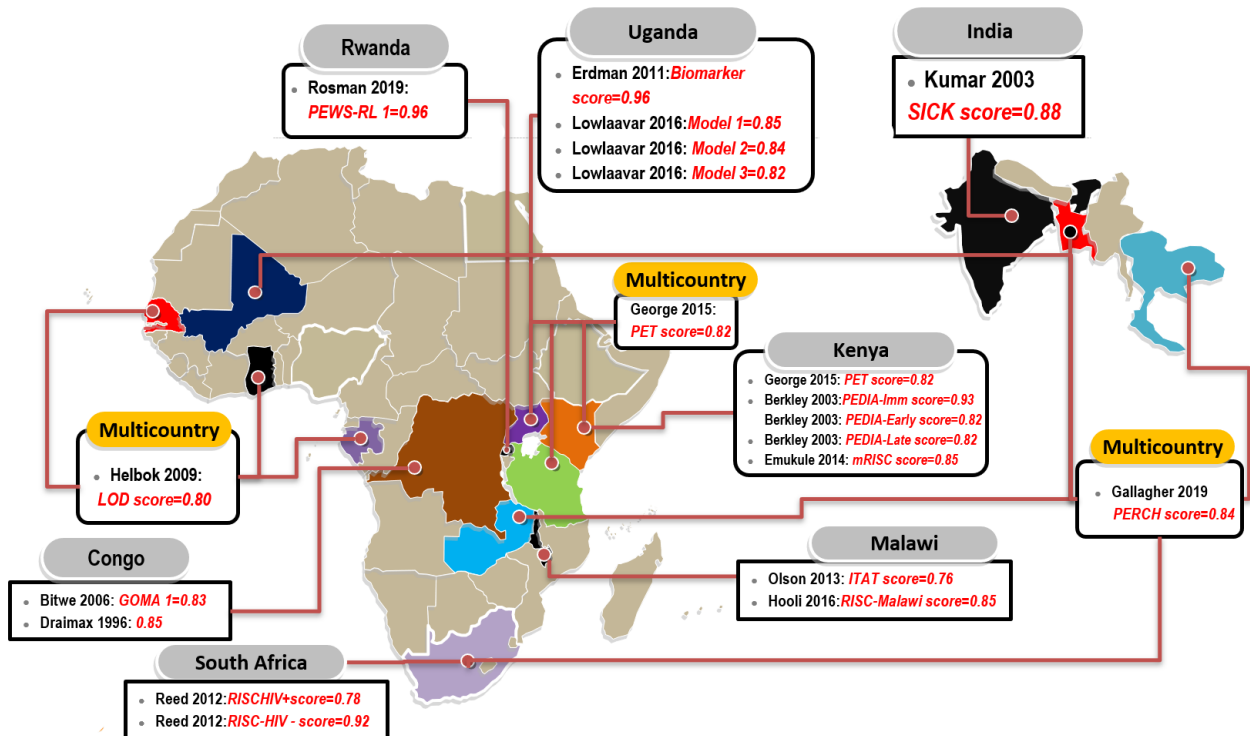 Rwanda
• Rosman 2019:
PEWS-RL 1=0.96
Uganda
• Erdman 2011:Biomarker
score=0.96
• Lowlaavar 2016:Model 1=0.85
• Lowlaavar 2016: Model 2=0.84
• Lowlaavar 2016: Model 3=0.82
India
• Kumar 2003
SICK score=0.88
Multicountry
George 2015:
PET score=0.82
Kenya
• George 2015: PET score=0.82
• Berkley 2003:PEDIA-Imm score=0.93
Berkley 2003: PEDIA-Early score=0.82
• Berkley 2003: PEDIA-Late score=0.82
• Emukule 2014: mRISC score=0.85
Multicountry
• Helbok 2009:
LOD score=0.80
Multicountry
• Gallagher 2019
PERCH score=0.84
Congo
• Bitwe 2006: GOMA 1=0.83
• Draimax 1996: 0.85
Malawi
• Olson 2013: ITAT score=0.76
• Hooli 2016:RISC-Malawi score=0.85
South Africa
• Reed 2012:RISCHIV+score=0.78
• Reed 2012:RISC-HIV - score=0.92